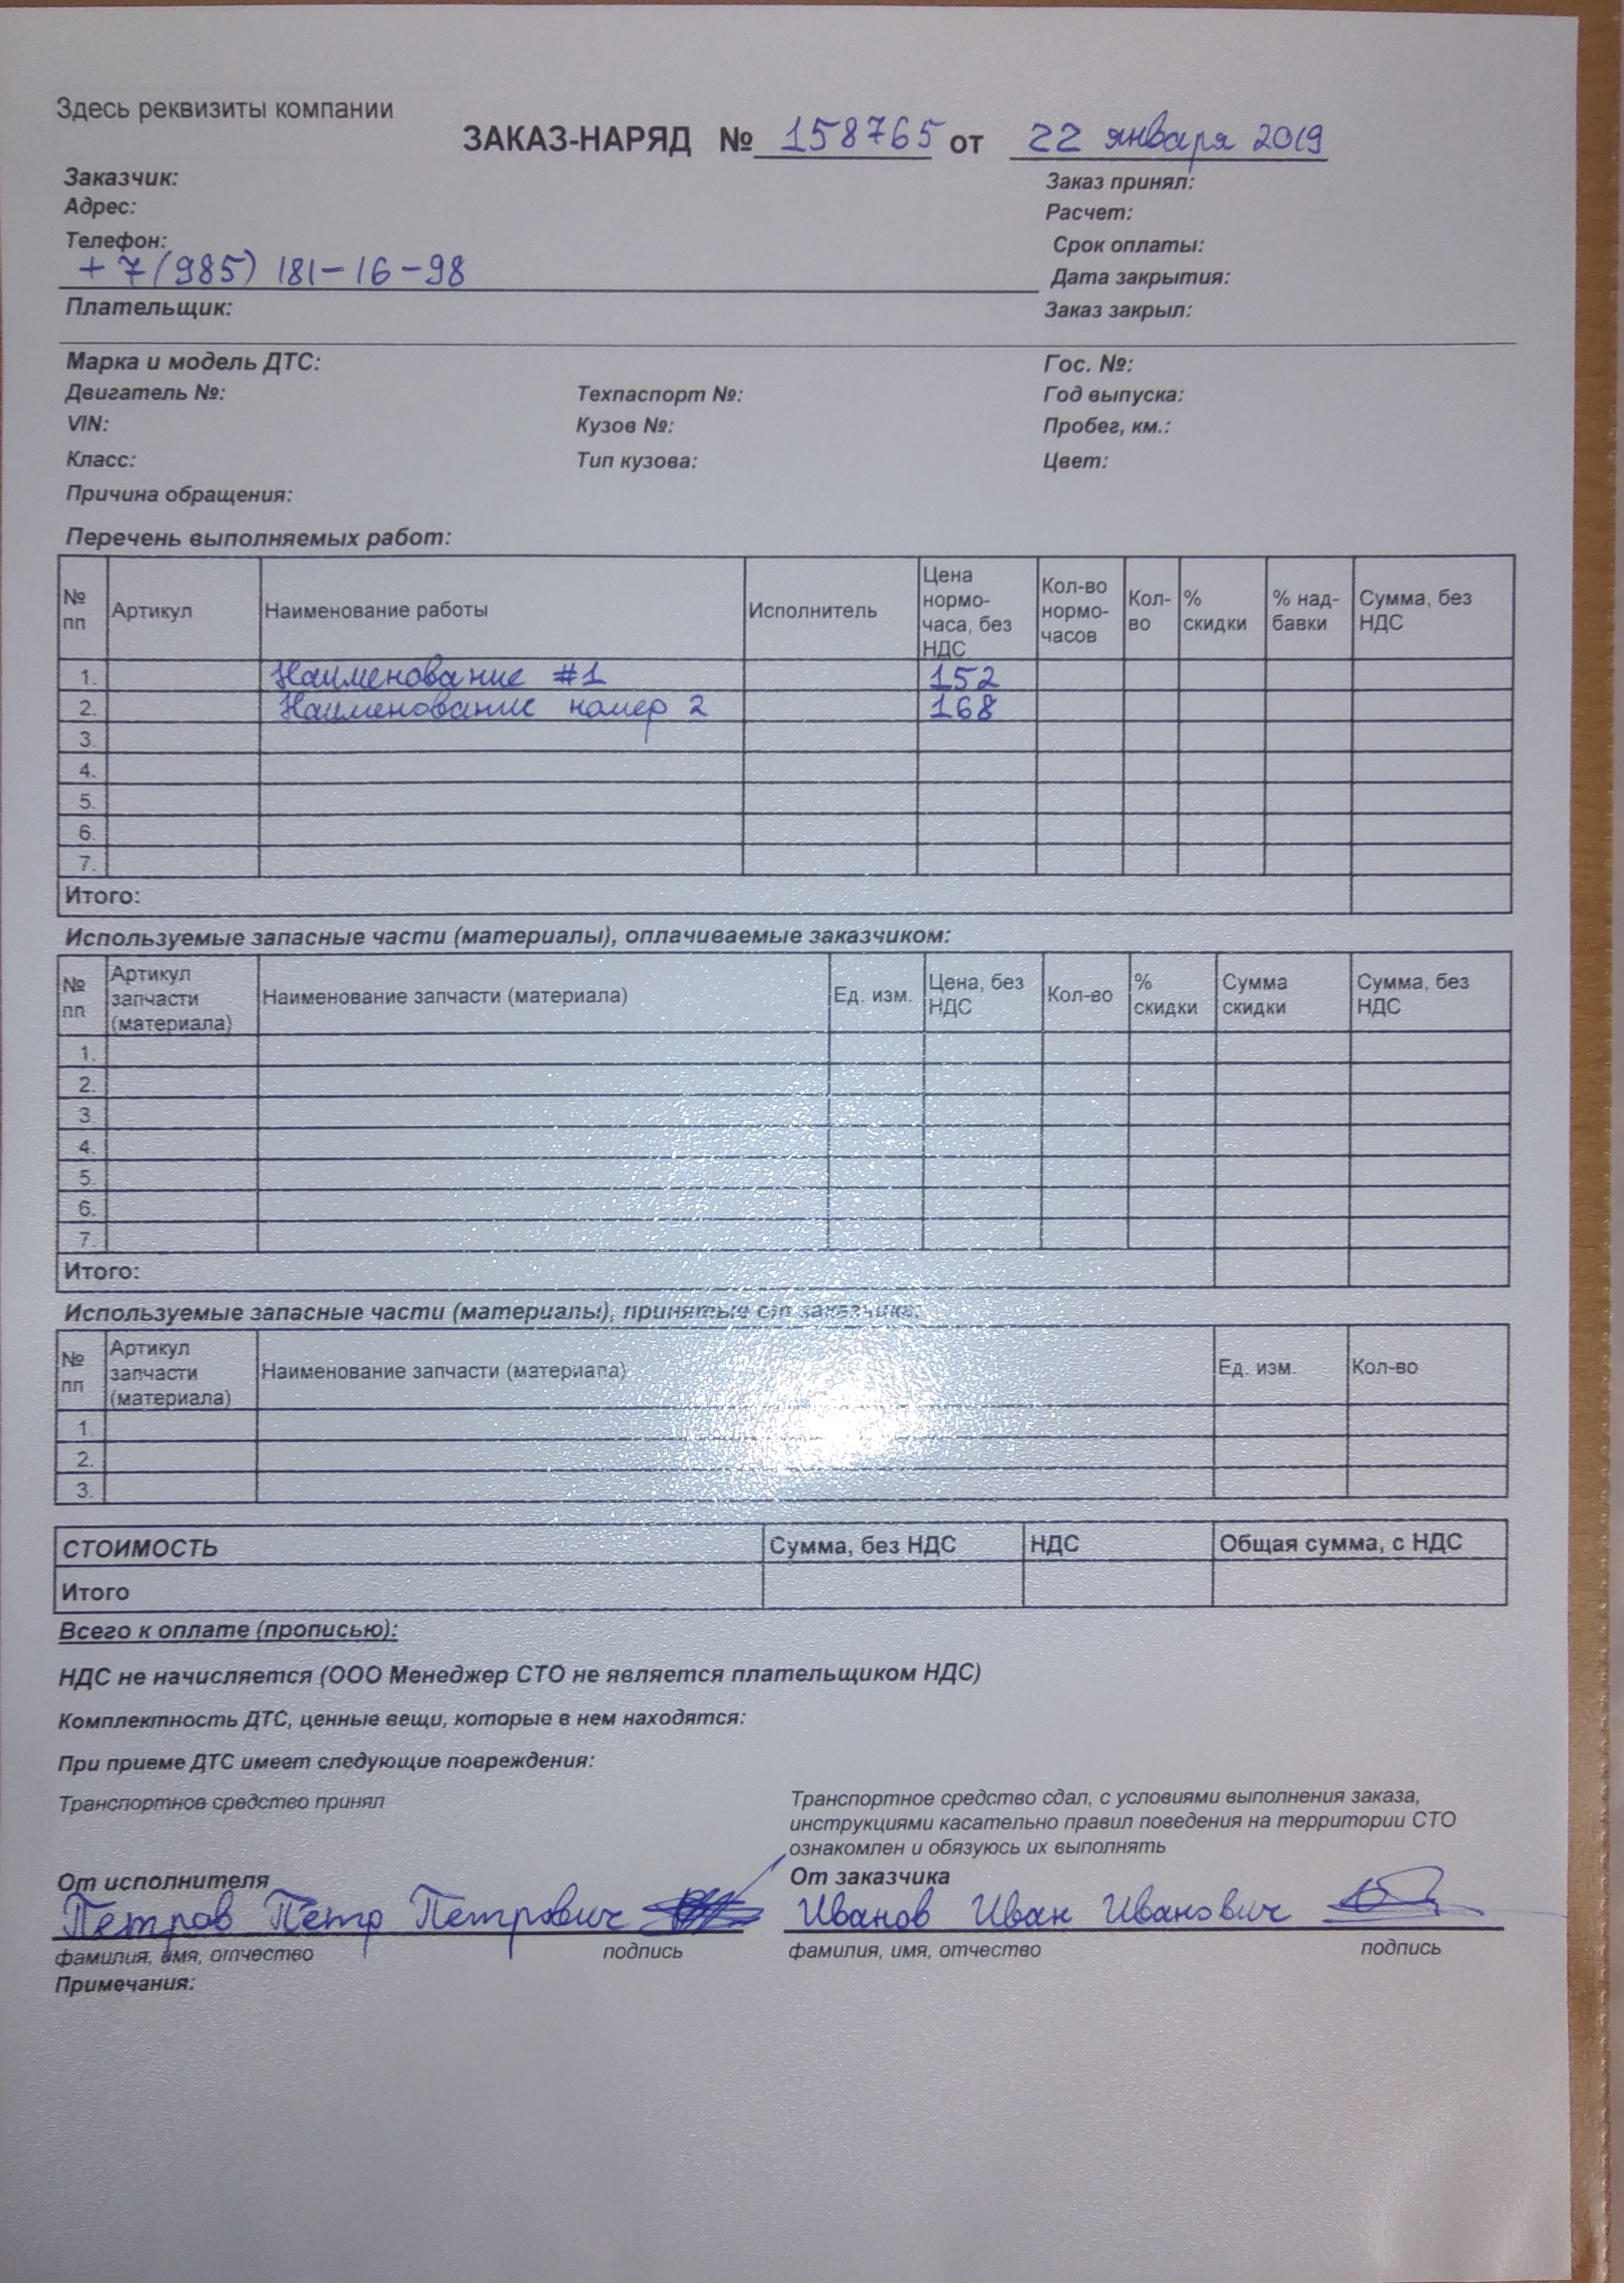 Здесь реквизиты компании
ЗАКАЗ-НАРЯД № 158765 от 22 января 2019
Заказчик: Заказ принял:
Адрес: Расчет:
Телефон: Срок оплаты:
+7(985) 181-16-98 Дата закрытия:
Плательщик: Заказ закрыл:
Марка и модель ДТС: Гос. №:
Двигатель №: Техпаспорт №: Год выпуска:
VIN: Кузов №: Пробег, км.:
Класс: Тип кузова: Цвет:
Причина обращения:
Перечень выполняемых работ:
№ пп Артикул Наименование работы Исполнитель Цена нормо-часа, без НДС Кол-во нормо-часов Кол-во % скидки % над-бавки Сумма, без НДС
1. Наименование #1 152
2. Наименование номер 2 168
3.
4.
5.
6.
7.
Итого:
Используемые запасные части (материалы), оплачиваемые заказчиком:
№ пп Артикул запчасти (материала) Наименование запчасти (материала) Ед. изм. Цена, без НДС Кол-во % скидки Сумма скидки Сумма, без НДС
1.
2.
3.
4.
5.
6.
7.
Итого:
Используемые запасные части (материалы), принятые от заказчика:
№ пп Артикул запчасти (материала) Наименование запчасти (материала) Ед. изм. Кол-во
1.
2.
3.
СТОИМОСТЬ Сумма, без НДС НДС Общая сумма, с НДС
Итого
Всего к оплате (прописью):
НДС не начисляется (ООО Менеджер СТО не является плательщиком НДС)
Комплектность ДТС, ценные вещи, которые в нем находятся:
При приеме ДТС имеет следующие повреждения:
Транспортное средство принял
Транспортное средство сдал, с условиями выполнения заказа,
инструкциями касательно правил поведения на территории СТО
ознакомлен и обязуюсь их выполнять
От исполнителя От заказчика
Петров Петр Петрович Иванов Иван Иванович
фамилия, имя, отчество подпись фамилия, имя, отчество подпись
Примечания: